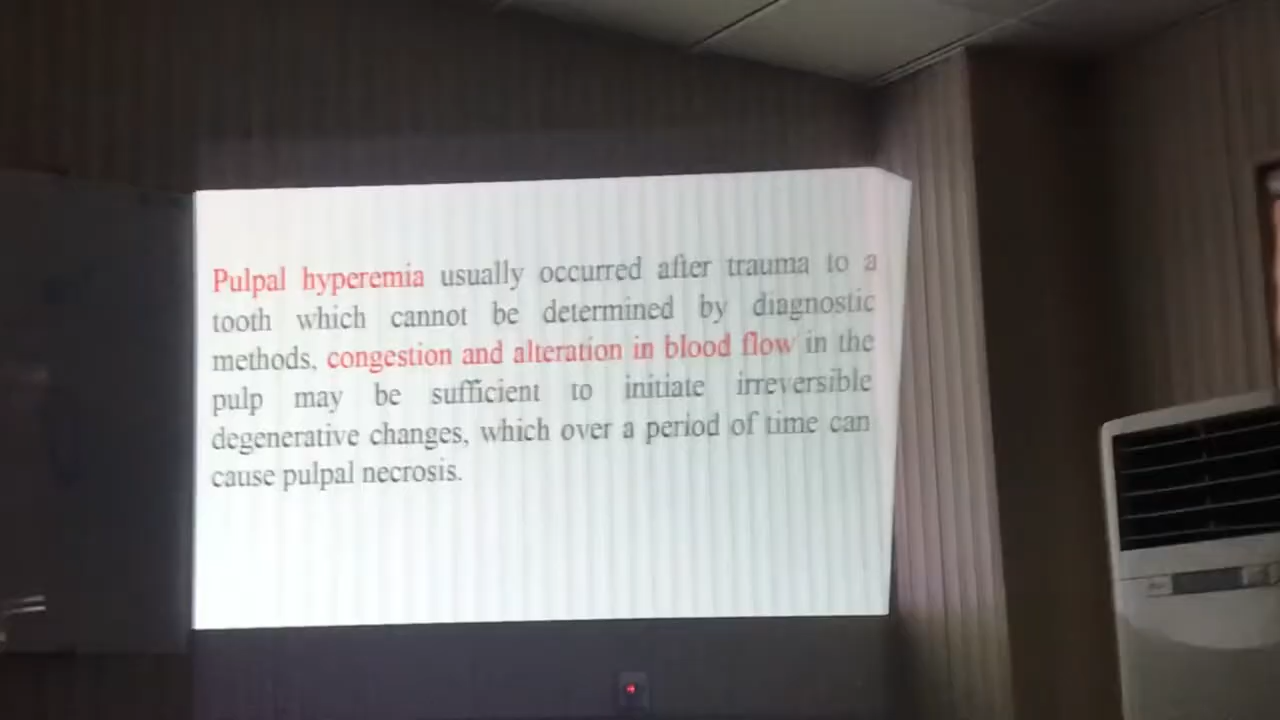 Pulpal hyperemia usually occurred after trauma to a
tooth which cannot be determined by diagnostic
methods, congestion and alteration in blood flow in the
pulp may be sufficient to initiate irreversible
degenerative changes, which over a period of time can
cause pulpal necrosis.